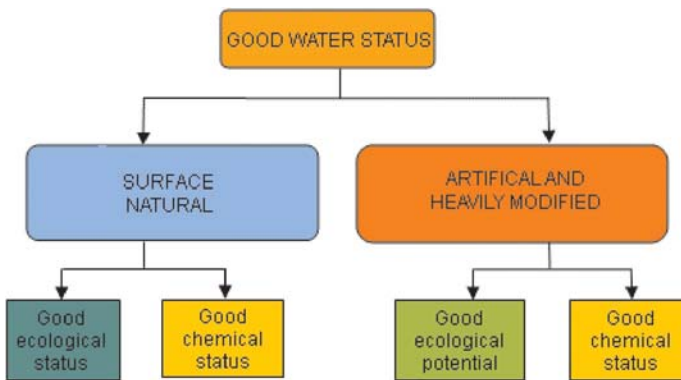 GOOD WATER STATUS
SURFACE
NATURAL
ARTIFICAL AND
HEAVILY MODIFIED
Good
ecological
status
Good
chemical
status
Good
ecological
potential
Good
chemical
status